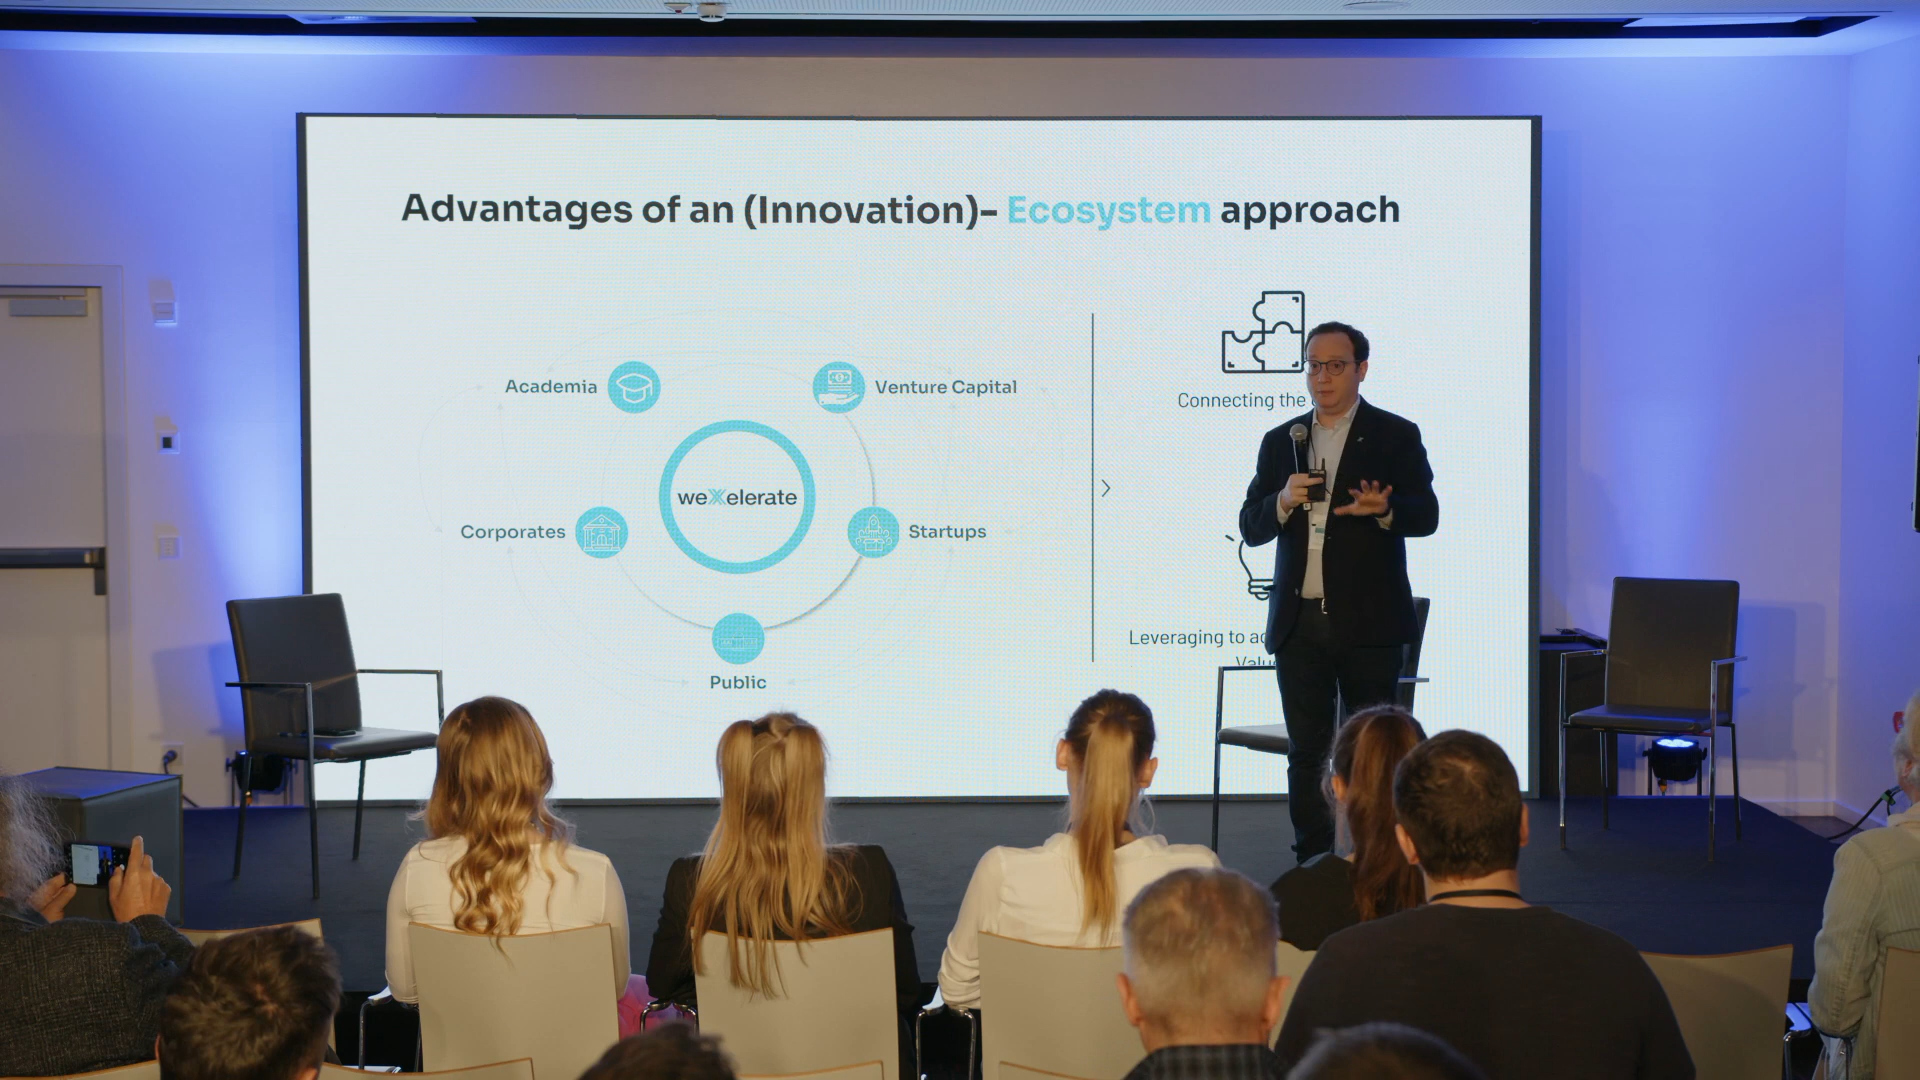 Advantages of an (Innovation)- Ecosystem approach
Academia
Venture Capital
weXelerate
Corporates
Startups
Public
Connecting the
Leveraging to